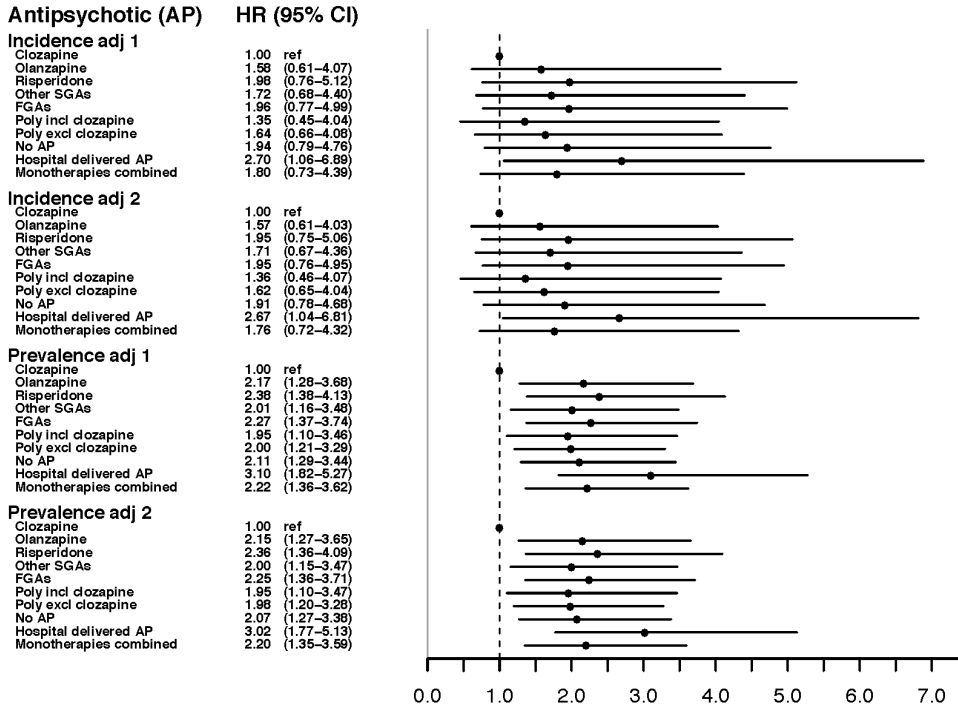 Antipsychotic (AP) HR (95% CI)
Incidence adj 1
Clozapine 1.00 ref
Olanzapine 1.58 (0.61–4.07)
Risperidone 1.98 (0.76–5.12)
Other SGAs 1.72 (0.68–4.40)
FGAs 1.96 (0.77–4.99)
Poly incl clozapine 1.35 (0.45–4.04)
Poly excl clozapine 1.64 (0.66–4.08)
No AP 1.94 (0.79–4.76)
Hospital delivered AP 2.70 (1.06–6.89)
Monotherapies combined 1.80 (0.73–4.39)
Incidence adj 2
Clozapine 1.00 ref
Olanzapine 1.57 (0.61–4.03)
Risperidone 1.95 (0.75–5.06)
Other SGAs 1.71 (0.67–4.36)
FGAs 1.95 (0.76–4.95)
Poly incl clozapine 1.36 (0.46–4.07)
Poly excl clozapine 1.62 (0.65–4.04)
No AP 1.91 (0.78–4.68)
Hospital delivered AP 2.67 (1.04–6.81)
Monotherapies combined 1.76 (0.72–4.32)
Prevalence adj 1
Clozapine 1.00 ref
Olanzapine 2.17 (1.28–3.68)
Risperidone 2.38 (1.38–4.13)
Other SGAs 2.01 (1.16–3.48)
FGAs 2.27 (1.37–3.74)
Poly incl clozapine 1.95 (1.10–3.46)
Poly excl clozapine 2.00 (1.21–3.29)
No AP 2.11 (1.29–3.44)
Hospital delivered AP 3.10 (1.82–5.27)
Monotherapies combined 2.22 (1.36–3.62)
Prevalence adj 2
Clozapine 1.00 ref
Olanzapine 2.15 (1.27–3.65)
Risperidone 2.36 (1.36–4.09)
Other SGAs 2.00 (1.15–3.47)
FGAs 2.25 (1.36–3.71)
Poly incl clozapine 1.95 (1.10–3.47)
Poly excl clozapine 1.98 (1.20–3.28)
No AP 2.07 (1.27–3.38)
Hospital delivered AP 3.02 (1.77–5.13)
Monotherapies combined 2.20 (1.35–3.59)
0.0 1.0 2.0 3.0 4.0 5.0 6.0 7.0